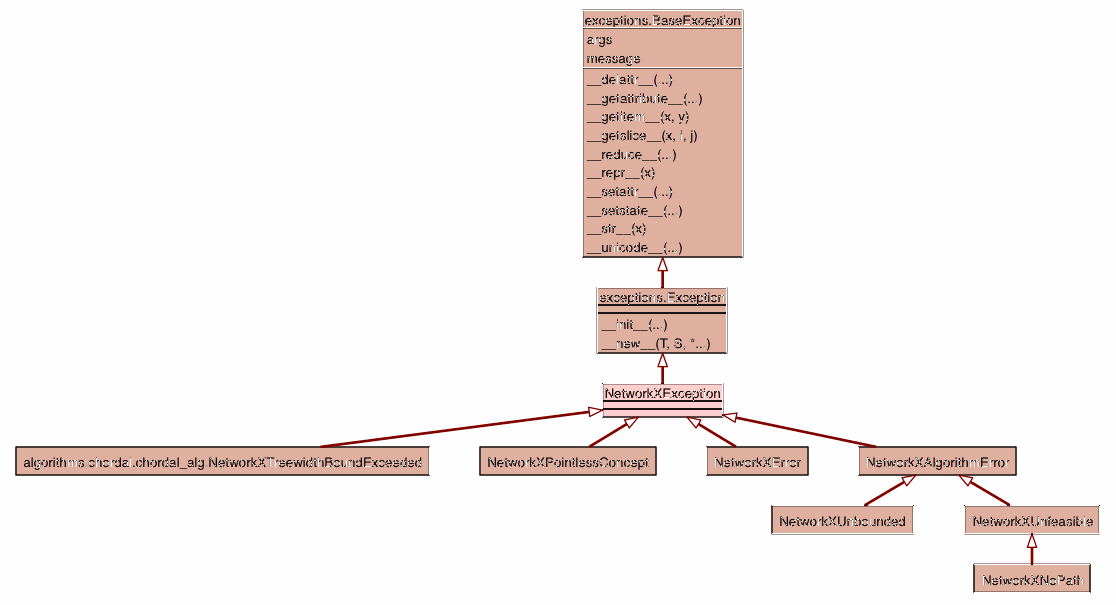 exceptions.BaseException
args
message
__delattr__(...)
__getattribute__(...)
__getitem__(x, y)
__getslice__(x, i, j)
__reduce__(...)
__repr__(x)
__setattr__(...)
__setstate__(...)
__str__(x)
__unicode__(...)
exceptions.Exception
__init__(...)
__new__(T, S, *...)
NetworkXException
algorithms.chordal.chordal_alg.NetworkXTreewidthBoundExceeded
NetworkXPointlessConcept
NetworkXError
NetworkXAlgorithmError
NetworkXUnbounded
NetworkXUnfeasible
NetworkXNoPath